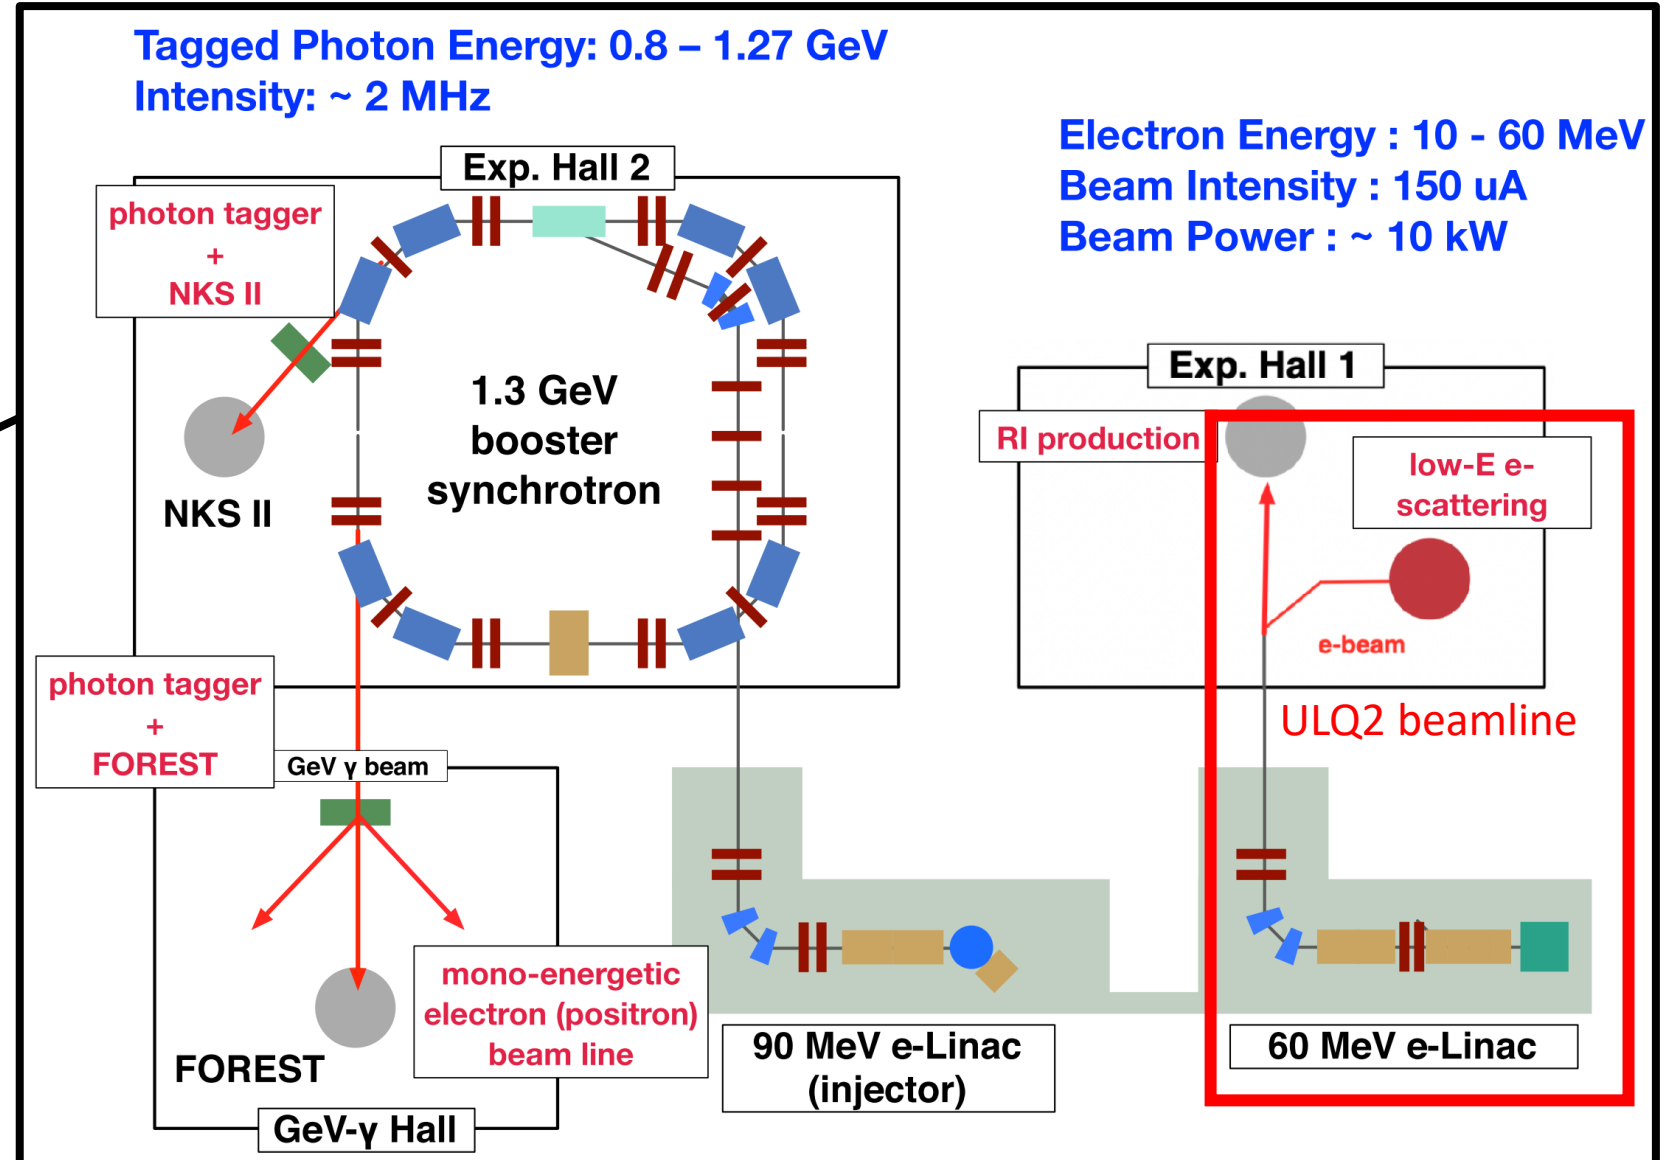 Tagged Photon Energy: 0.8 – 1.27 GeV
Intensity: ~ 2 MHz
Electron Energy : 10 - 60 MeV
Beam Intensity : 150 uA
Beam Power : ~ 10 kW
Exp. Hall 2
photon tagger
+
NKS II
1.3 GeV
booster
synchrotron
NKS II
Exp. Hall 1
RI production
low-E e-
scattering
e-beam
ULQ2 beamline
photon tagger
+
FOREST
GeV γ beam
mono-energetic
electron (positron)
beam line
FOREST
GeV-γ Hall
90 MeV e-Linac
(injector)
60 MeV e-Linac